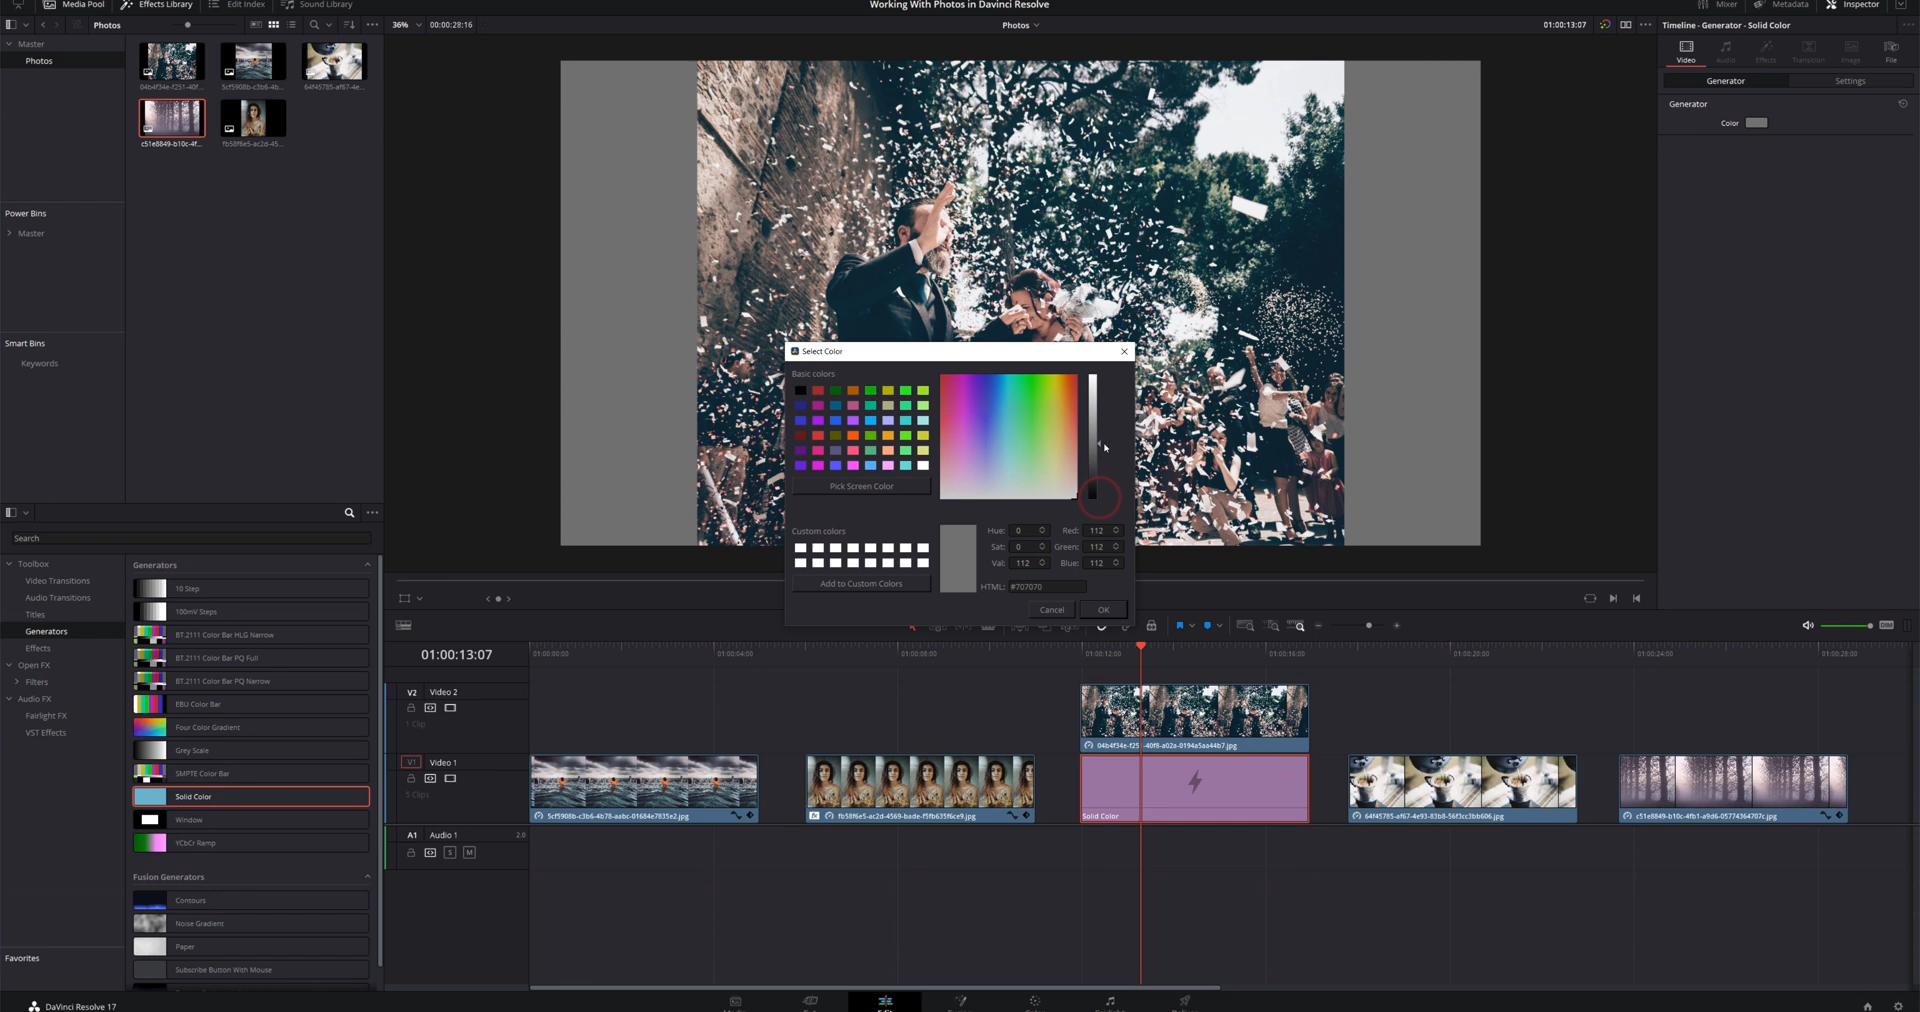 Media Pool
Effects Library
Edit Index
Sound Library
Working With Photos in Davinci Resolve
Mixer
Metadata
Inspector
Photos
36%
00:00:28:16
Photos
01:00:13:07
Timeline - Generator - Solid Color
Master
Photos
04b4f34e-f251-40f...
5cf5908b-c3b6-4b...
64f45785-af67-4e...
c51e8849-b10c-4f...
fb58f6e5-ac2d-45...
Video
Audio
Effects
Transition
Image
File
Generator
Settings
Generator
Color
Power Bins
Master
Smart Bins
Keywords
Select Color
Basic colors
Pick Screen Color
Custom colors
Add to Custom Colors
Hue: 0
Red: 112
Sat: 0
Green: 112
Val: 112
Blue: 112
HTML: #707070
Cancel
OK
Search
Toolbox
Video Transitions
Audio Transitions
Titles
Generators
Effects
Open FX
Filters
Audio FX
Fairlight FX
VST Effects
Favorites
Generators
10 Step
100mV Steps
BT.2111 Color Bar HLG Narrow
BT.2111 Color Bar PQ Full
BT.2111 Color Bar PQ Narrow
EBU Color Bar
Four Color Gradient
Grey Scale
SMPTE Color Bar
Solid Color
Window
YCbCr Ramp
Fusion Generators
Contours
Noise Gradient
Paper
Subscribe Button With Mouse
DIM
01:00:13:07
01:00:00:00
01:00:04:00
01:00:08:00
01:00:12:00
01:00:16:00
01:00:20:00
01:00:24:00
01:00:28:00
V2 Video 2
1 Clip
04b4f34e-f25
-40f8-a02a-0194a5aa44b7.jpg
V1 Video 1
5 Clips
5cf5908b-c3b6-4b78-aabc-01684e7835e2.jpg
fb58f6e5-ac2d-4569-bade-f5fb635f6ce9.jpg
Solid Color
64f45785-af67-4e93-83b8-56f3cc3bb606.jpg
c51e8849-b10c-4fb1-a9d6-05774364707c.jpg
A1 Audio 1 2.0
S M
DaVinci Resolve 17